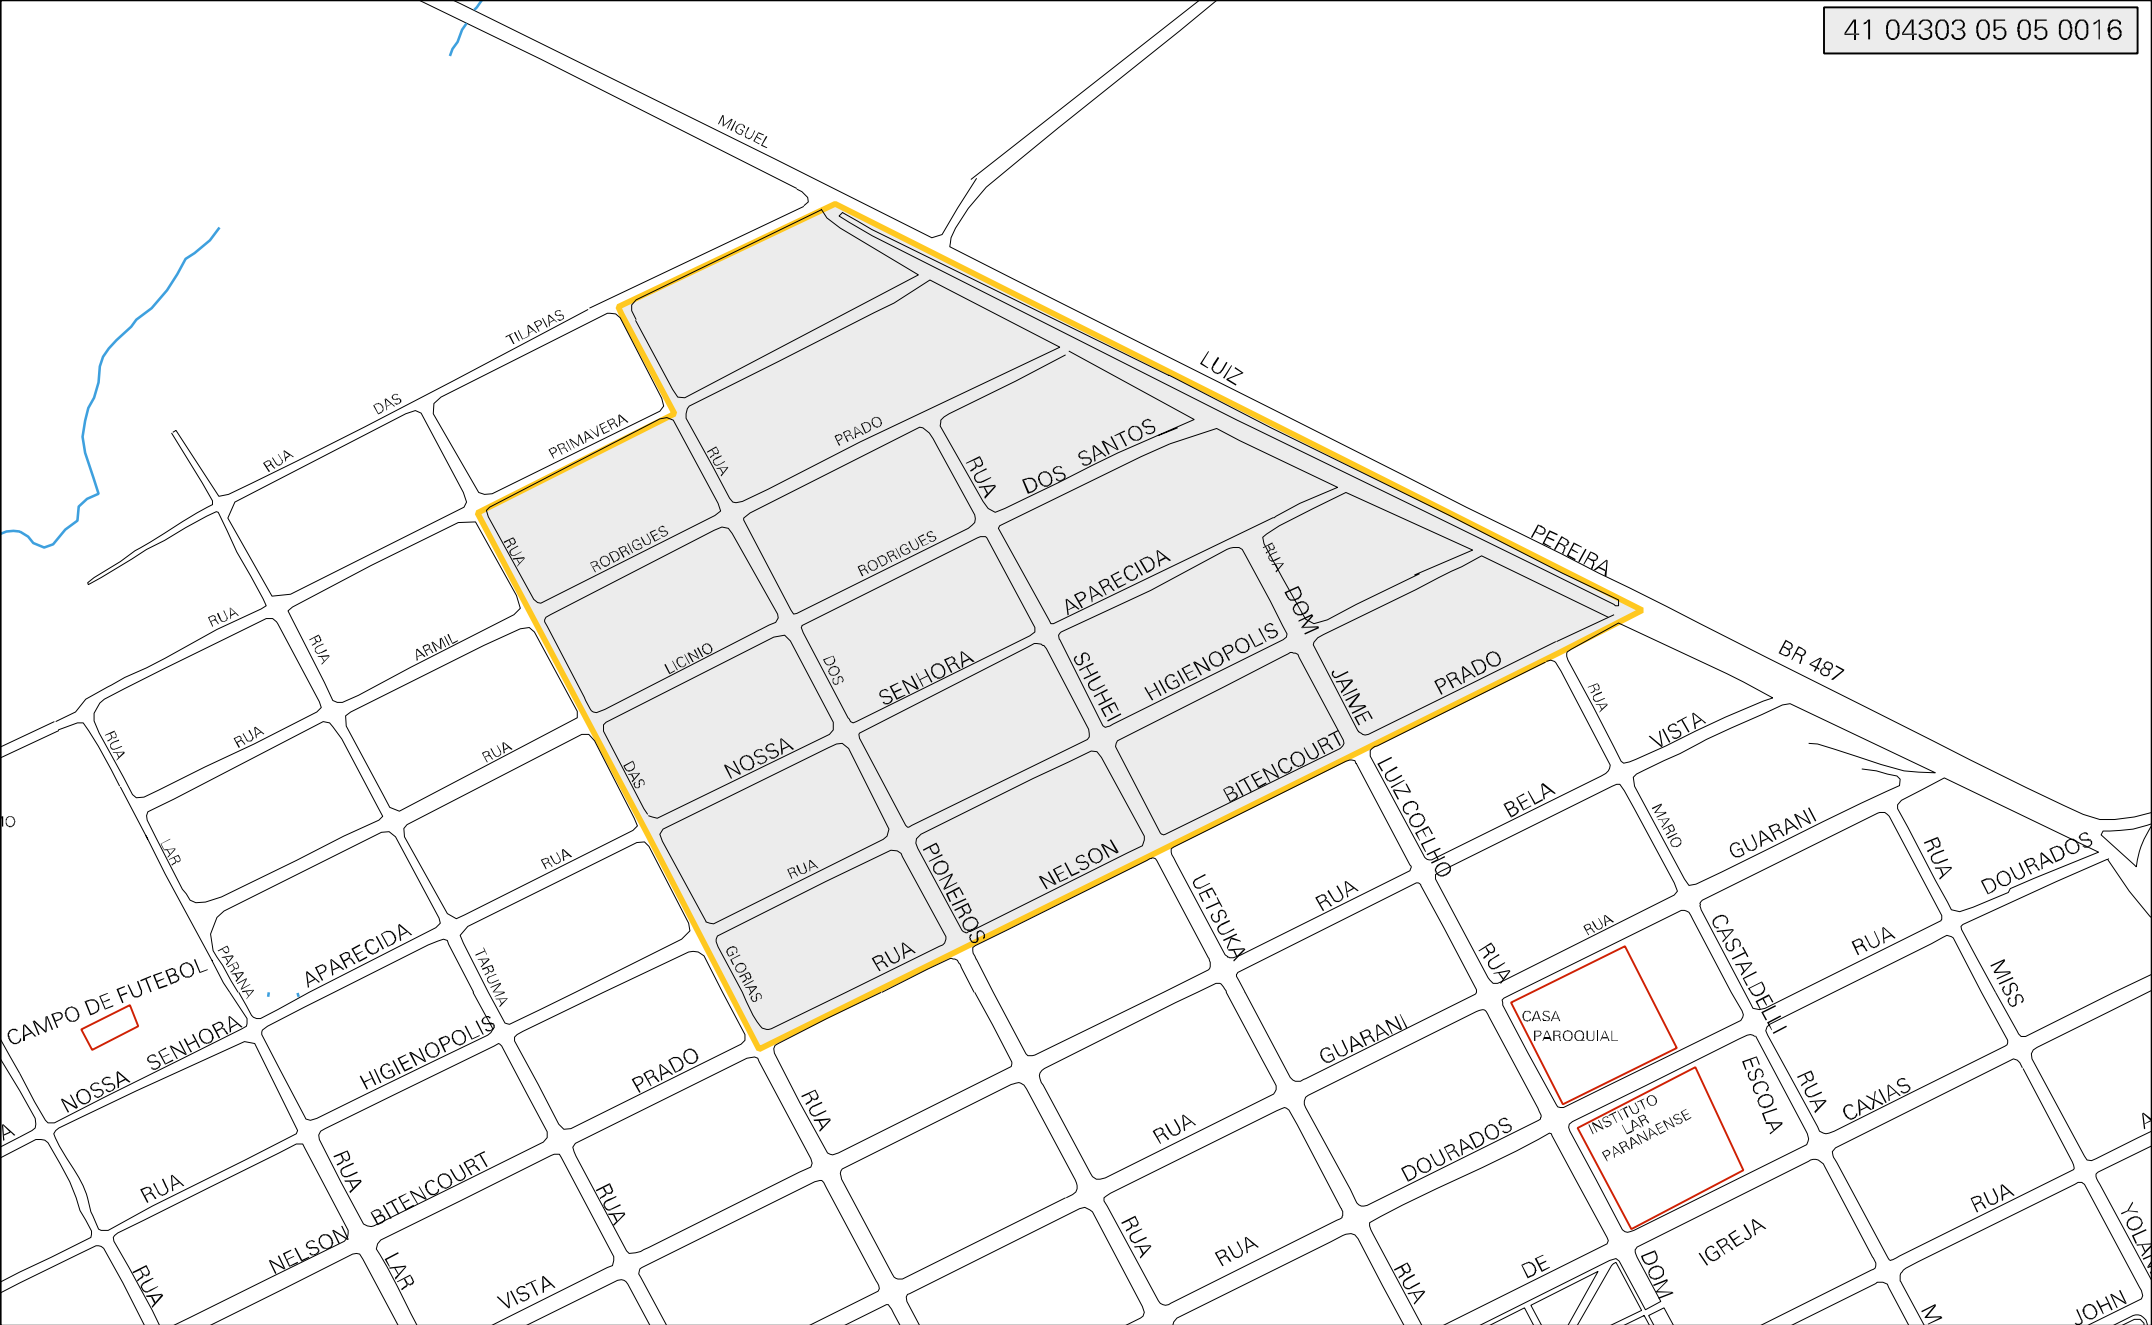 41 04303 05 05 0016
MIGUEL
LUIZ
PEREIRA
BR 487
TILAPIAS
DAS
RUA
PRIMAVERA
RUA
PRADO
RUA
DOS SANTOS
RUA
RODRIGUES
RODRIGUES
RUA
DOM
APARECIDA
RUA
RUA
ARMIL
LICINIO
DOS
SENHORA
SHUHEI
HIGIENOPOLIS
JAIME
PRADO
RUA
VISTA
RUA
RUA
RUA
DAS
NOSSA
BITENCOURT
LUIZ COELHO
BELA
MARIO
GUARANI
RUA
DOURADOS
LAR
RUA
RUA
PIONEIROS
NELSON
UETSUKA
RUA
RUA
RUA
CASTALDELLI
RUA
MISS
PARANA
APARECIDA
TARUMA
GLORIAS
RUA
CAMPO DE FUTEBOL
NOSSA SENHORA
HIGIENOPOLIS
PRADO
RUA
RUA
GUARANI
CASA
PAROQUIAL
ESCOLA
RUA
CAXIAS
INSTITUTO
LAR
PARANAENSE
RUA
RUA
BITENCOURT
RUA
RUA
RUA
DOURADOS
IGREJA
RUA
RUA
NELSON
LAR
VISTA
RUA
DE
DOM
JOHN